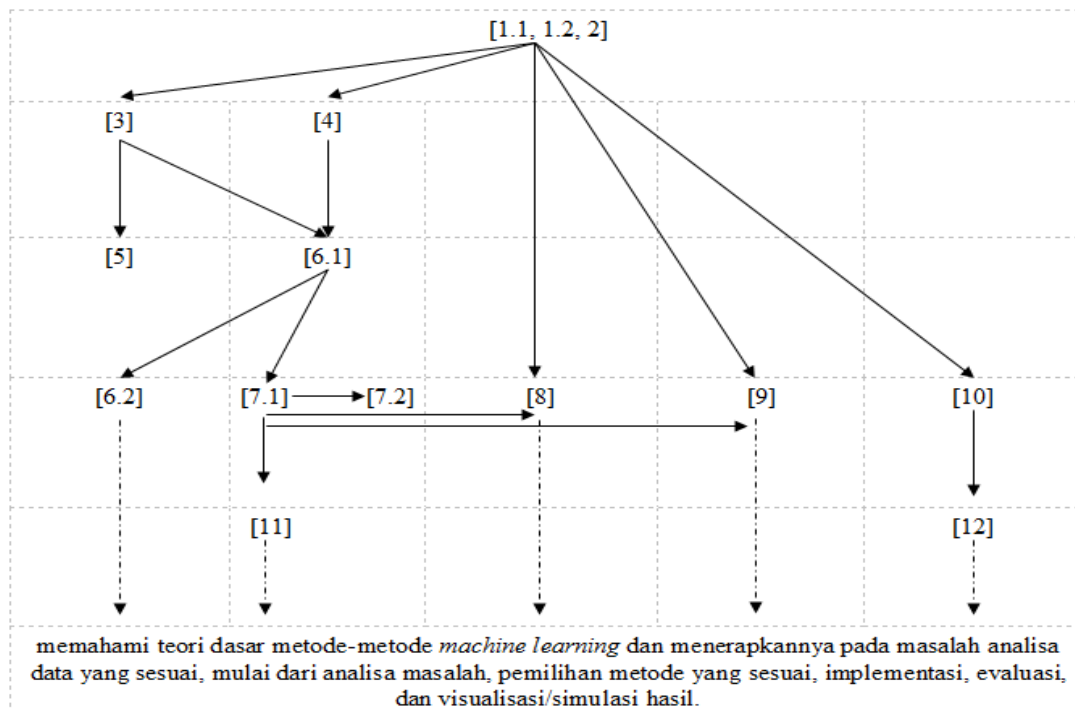 [1.1, 1.2, 2]
[3] [4]
[5] [6.1]
[6.2] [7.1] [7.2] [8] [9] [10]
[11] [12]
memahami teori dasar metode-metode machine learning dan menerapkannya pada masalah analisa
data yang sesuai, mulai dari analisa masalah, pemilihan metode yang sesuai, implementasi, evaluasi,
dan visualisasi/simulasi hasil.